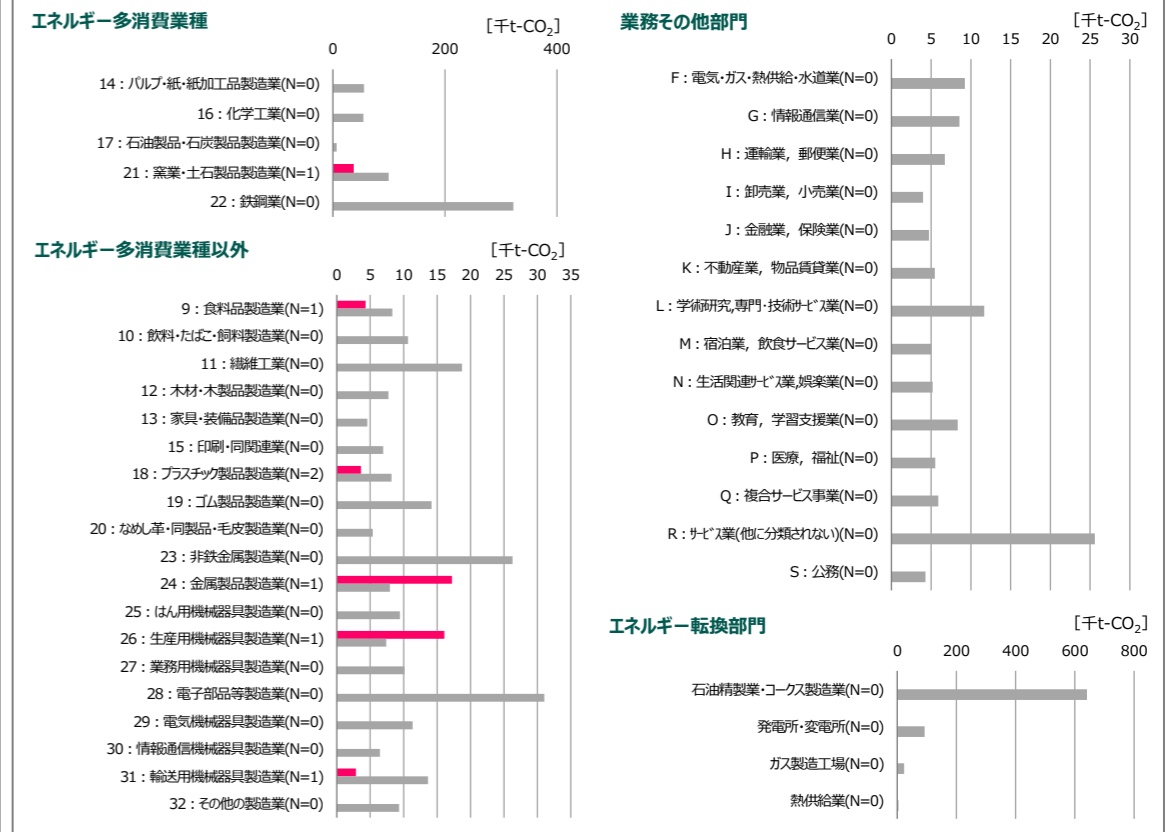 エネルギー多消費業種
[千t-CO₂]
0 200 400
14：パルプ・紙・紙加工品製造業(N=0)
16：化学工業(N=0)
17：石油製品・石炭製品製造業(N=0)
21：窯業・土石製品製造業(N=1)
22：鉄鋼業(N=0)
エネルギー多消費業種以外
[千t-CO₂]
0 5 10 15 20 25 30 35
9：食料品製造業(N=1)
10：飲料・たばこ・飼料製造業(N=0)
11：繊維工業(N=0)
12：木材・木製品製造業(N=0)
13：家具・装備品製造業(N=0)
15：印刷・同関連業(N=0)
18：プラスチック製品製造業(N=2)
19：ゴム製品製造業(N=0)
20：なめし革・同製品・毛皮製造業(N=0)
23：非鉄金属製造業(N=0)
24：金属製品製造業(N=1)
25：はん用機械器具製造業(N=0)
26：生産用機械器具製造業(N=1)
27：業務用機械器具製造業(N=0)
28：電子部品等製造業(N=0)
29：電気機械器具製造業(N=0)
30：情報通信機械器具製造業(N=0)
31：輸送用機械器具製造業(N=1)
32：その他の製造業(N=0)
業務その他部門
[千t-CO₂]
0 5 10 15 20 25 30
F：電気・ガス・熱供給・水道業(N=0)
G：情報通信業(N=0)
H：運輸業，郵便業(N=0)
I：卸売業，小売業(N=0)
J：金融業，保険業(N=0)
K：不動産業，物品賃貸業(N=0)
L：学術研究,専門・技術サービス業(N=0)
M：宿泊業，飲食サービス業(N=0)
N：生活関連サービス業,娯楽業(N=0)
O：教育，学習支援業(N=0)
P：医療，福祉(N=0)
Q：複合サービス事業(N=0)
R：サービス業(他に分類されない)(N=0)
S：公務(N=0)
エネルギー転換部門
[千t-CO₂]
0 200 400 600 800
石油精製業・コークス製造業(N=0)
発電所・変電所(N=0)
ガス製造工場(N=0)
熱供給業(N=0)